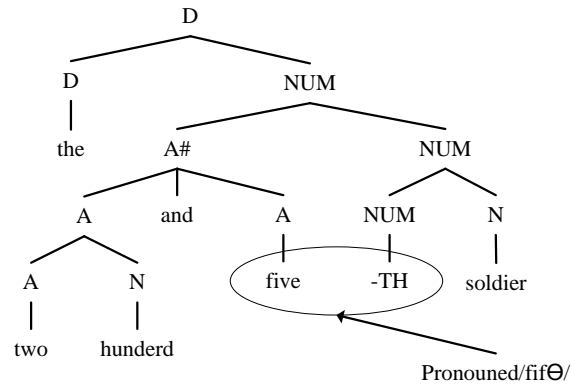 D
D NUM
the A# NUM
A and A NUM N
A N five -TH soldier
two hunderd
Pronouned/fifΘ/